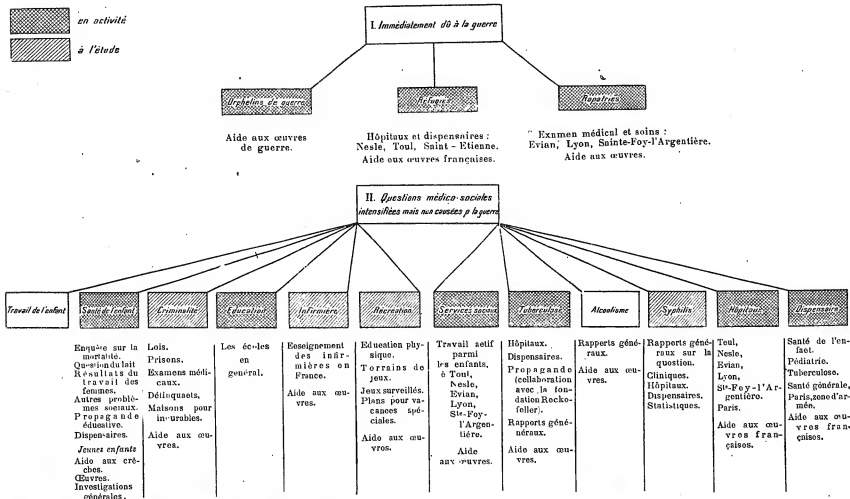 en activité
à l'étude
I. Immédiatement dû à la guerre
Orphelins de guerre
Réfugiés
Rapatriés
Aide aux œuvres
de guerre.
Hôpitaux et dispensaires :
Nesle, Toul, Saint-Etienne.
Aide oux œuvres françaises.
Examen médical et soins :
Evian, Lyon, Sainte-Foy-l'Argentière.
Aide aux œuvres.
II. Questions médico-sociales
intensifiées mais non causées p la guerre
Travail de l'enfant
Santé de l'enfant
Criminalité
Education
Infirmière
Récréation
Services sociaux
Tuberculose
Alcoolisme
Syphilis
Hôpitaux
Dispensaire
Enquête sur la
mortalité.
Question du lait
Résultats du
travail des
femmes.
Autres problè-
mes sociaux.
Propagande
éducative.
Dispensaires.
Jeunes enfants
Aide aux crè-
ches.
Œuvres.
Investigations
générales.
Lois.
Prisons.
Examens médi-
caux.
Délinquants,
Maisons pour
incurables.
Aide aux œu-
vres.
Les écoles
en
général.
Enseignement
des infir-
mières en
France.
Aide aux œu-
vres.
Education phy-
sique.
Torrains de
jeux.
Jeux surveillés.
Plans pour va-
cances spé-
ciales.
Aide aux œu-
vres.
Travail actif
parmi
les enfants,
à Toul,
Nesle,
Evian,
Lyon,
Ste-Foy-
l'Argen-
tière.
Aide
aux œuvres.
Hôpitaux.
Dispensaires.
Propagande
(collaboration
avec la fon-
dation Rocko-
feller).
Rapports géné-
néraux.
Aide aux œu-
vres.
Rapports géné-
raux.
Aide aux œu-
vres.
Rapports géné-
raux sur la
question.
Cliniques.
Hôpitaux.
Dispensaires.
Statistiques.
Toul,
Nesle,
Evian,
Lyon,
Ste-Foy-l'Ar-
gentière.
Paris.
Aide aux œu-
vres fran-
çaises.
Santé de l'en-
fant.
Pédiatrie.
Tuberculose.
Santé générale,
Paris, zone d'ar-
mée.
Aide aux œu-
vres fran-
çaises.